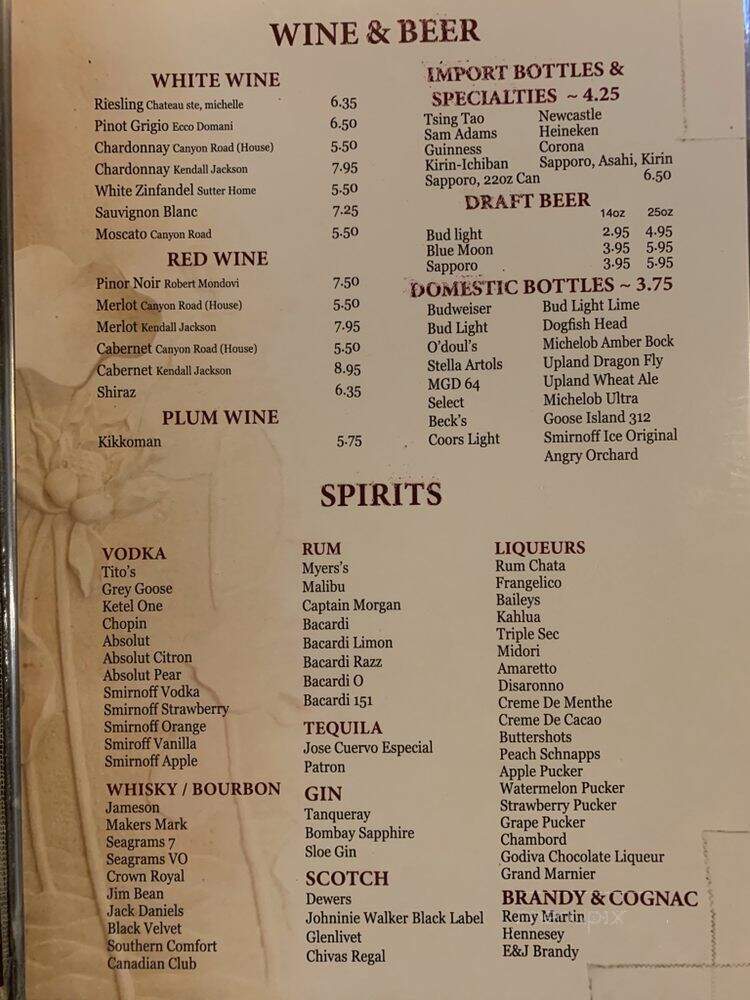 WINE & BEER
WHITE WINE
Riesling Chateau ste, michelle 6.35
Pinot Grigio Ecco Domani 6.50
Chardonnay Canyon Road (House) 5.50
Chardonnay Kendall Jackson 7.95
White Zinfandel Sutter Home 5.50
Sauvignon Blanc 7.25
Moscato Canyon Road 5.50
RED WINE
Pinor Noir Robert Mondovi 7.50
Merlot Canyon Road (House) 5.50
Merlot Kendall Jackson 7.95
Cabernet Canyon Road (House) 5.50
Cabernet Kendall Jackson 8.95
Shiraz 6.35
PLUM WINE
Kikkoman 5.75
IMPORT BOTTLES &
SPECIALTIES ~ 4.25
Tsing Tao Newcastle
Sam Adams Heineken
Guinness Corona
Kirin-Ichiban Sapporo, Asahi, Kirin
Sapporo, 22oz Can 6.50
DRAFT BEER 14oz 25oz
Bud light 2.95 4.95
Blue Moon 3.95 5.95
Sapporo 3.95 5.95
DOMESTIC BOTTLES ~ 3.75
Budweiser Bud Light Lime
Bud Light Dogfish Head
O'doul's Michelob Amber Bock
Stella Artols Upland Dragon Fly
MGD 64 Upland Wheat Ale
Select Michelob Ultra
Beck's Goose Island 312
Coors Light Smirnoff Ice Original
Angry Orchard
SPIRITS
VODKA
Tito's
Grey Goose
Ketel One
Chopin
Absolut
Absolut Citron
Absolut Pear
Smirnoff Vodka
Smirnoff Strawberry
Smirnoff Orange
Smiroff Vanilla
Smirnoff Apple
WHISKY / BOURBON
Jameson
Makers Mark
Seagrams 7
Seagrams VO
Crown Royal
Jim Bean
Jack Daniels
Black Velvet
Southern Comfort
Canadian Club
RUM
Myers's
Malibu
Captain Morgan
Bacardi
Bacardi Limon
Bacardi Razz
Bacardi O
Bacardi 151
TEQUILA
Jose Cuervo Especial
Patron
GIN
Tanqueray
Bombay Sapphire
Sloe Gin
SCOTCH
Dewers
Johninie Walker Black Label
Glenlivet
Chivas Regal
LIQUEURS
Rum Chata
Frangelico
Baileys
Kahlua
Triple Sec
Midori
Amaretto
Disaronno
Creme De Menthe
Creme De Cacao
Buttershots
Peach Schnapps
Apple Pucker
Watermelon Pucker
Strawberry Pucker
Grape Pucker
Chambord
Godiva Chocolate Liqueur
Grand Marnier
BRANDY & COGNAC
Remy Martin
Hennesey
E&J Brandy